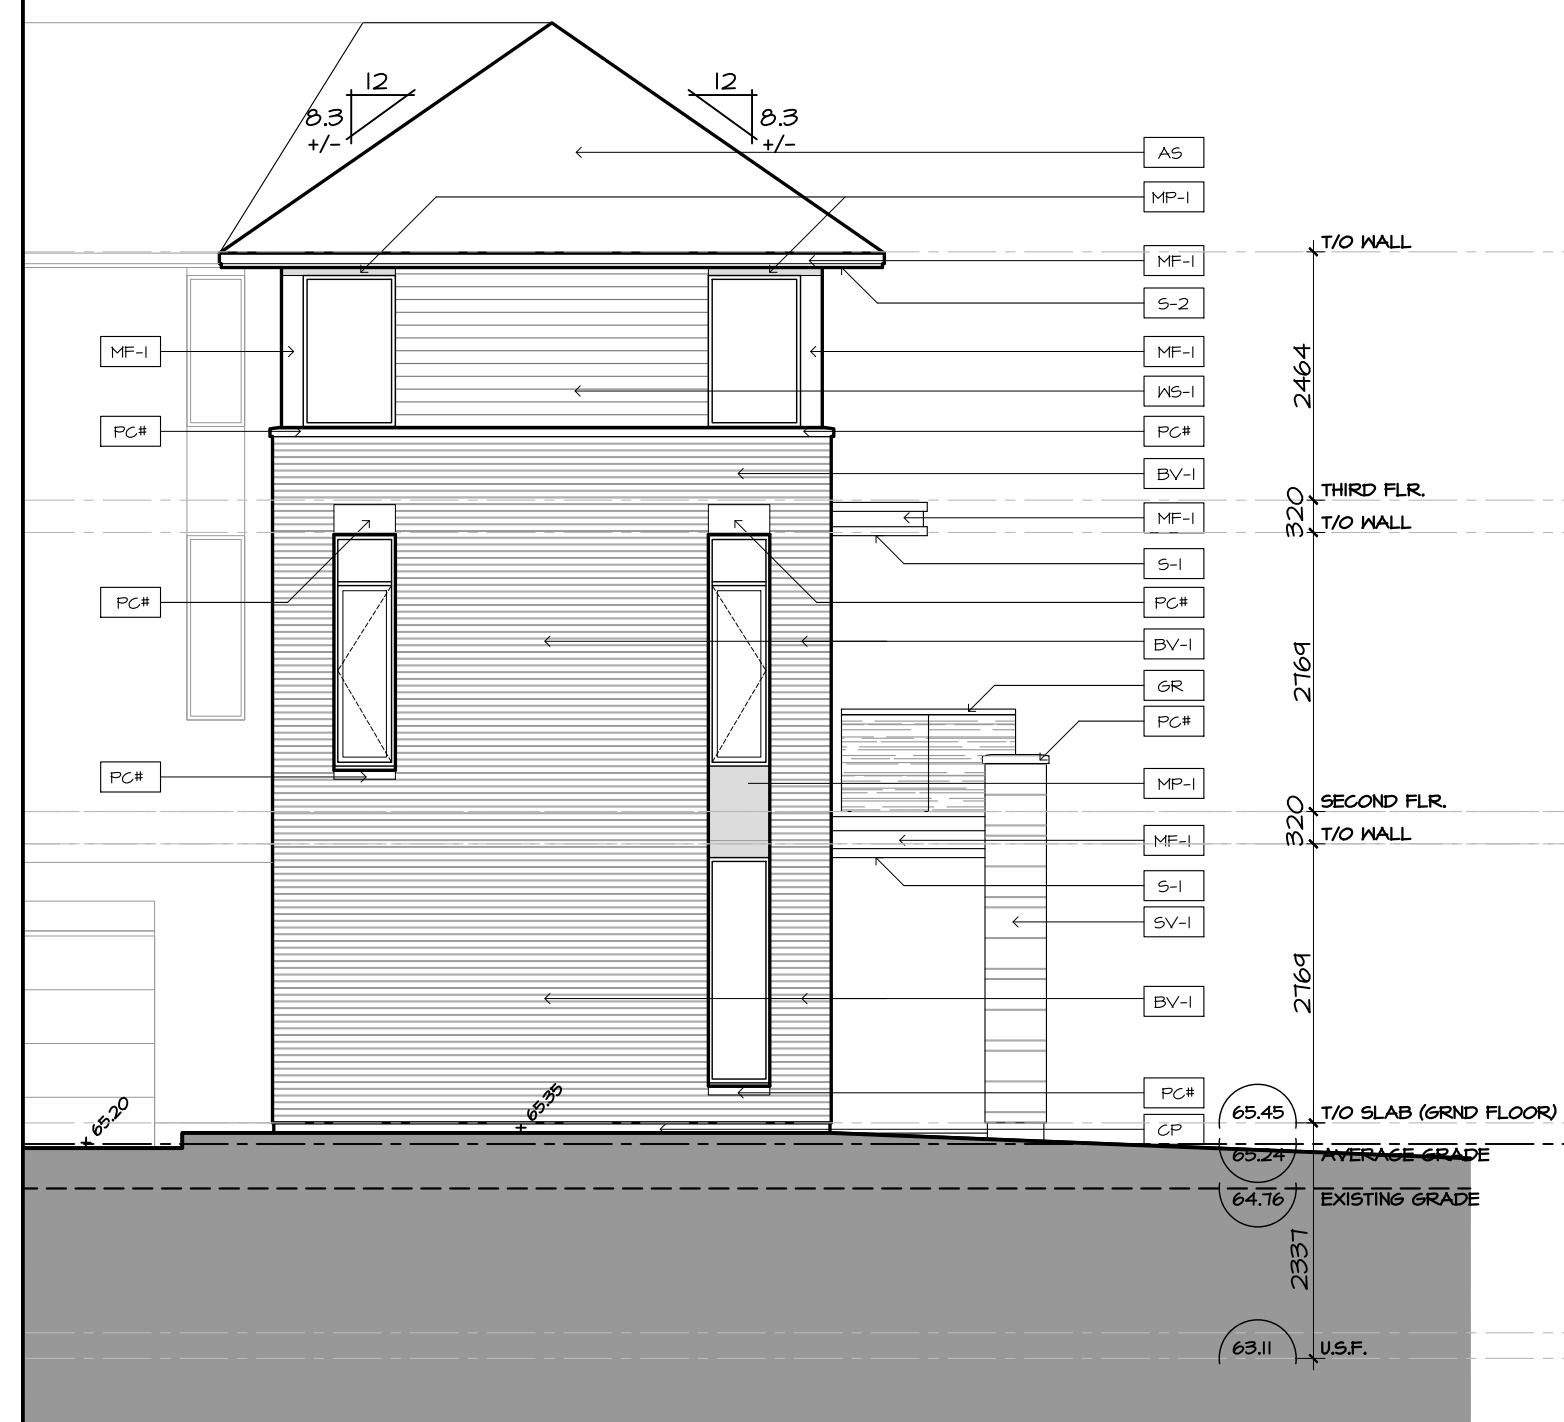 12
12
8.3
+/-
8.3
+/-
AS
MP-1
T/O WALL
MF-1
S-2
MF-1
MF-1
2464
WS-1
PC#
PC#
BV-1
THIRD FLR.
320
MF-1
T/O WALL
S-1
PC#
PC#
BV-1
2769
GR
PC#
PC#
MP-1
SECOND FLR.
320
MF-1
T/O WALL
S-1
SV-1
2769
BV-1
PC#
65.20
65.35
65.45
T/O SLAB (GRND FLOOR)
CP
65.24
AVERAGE GRADE
64.76
EXISTING GRADE
2337
63.11
U.S.F.